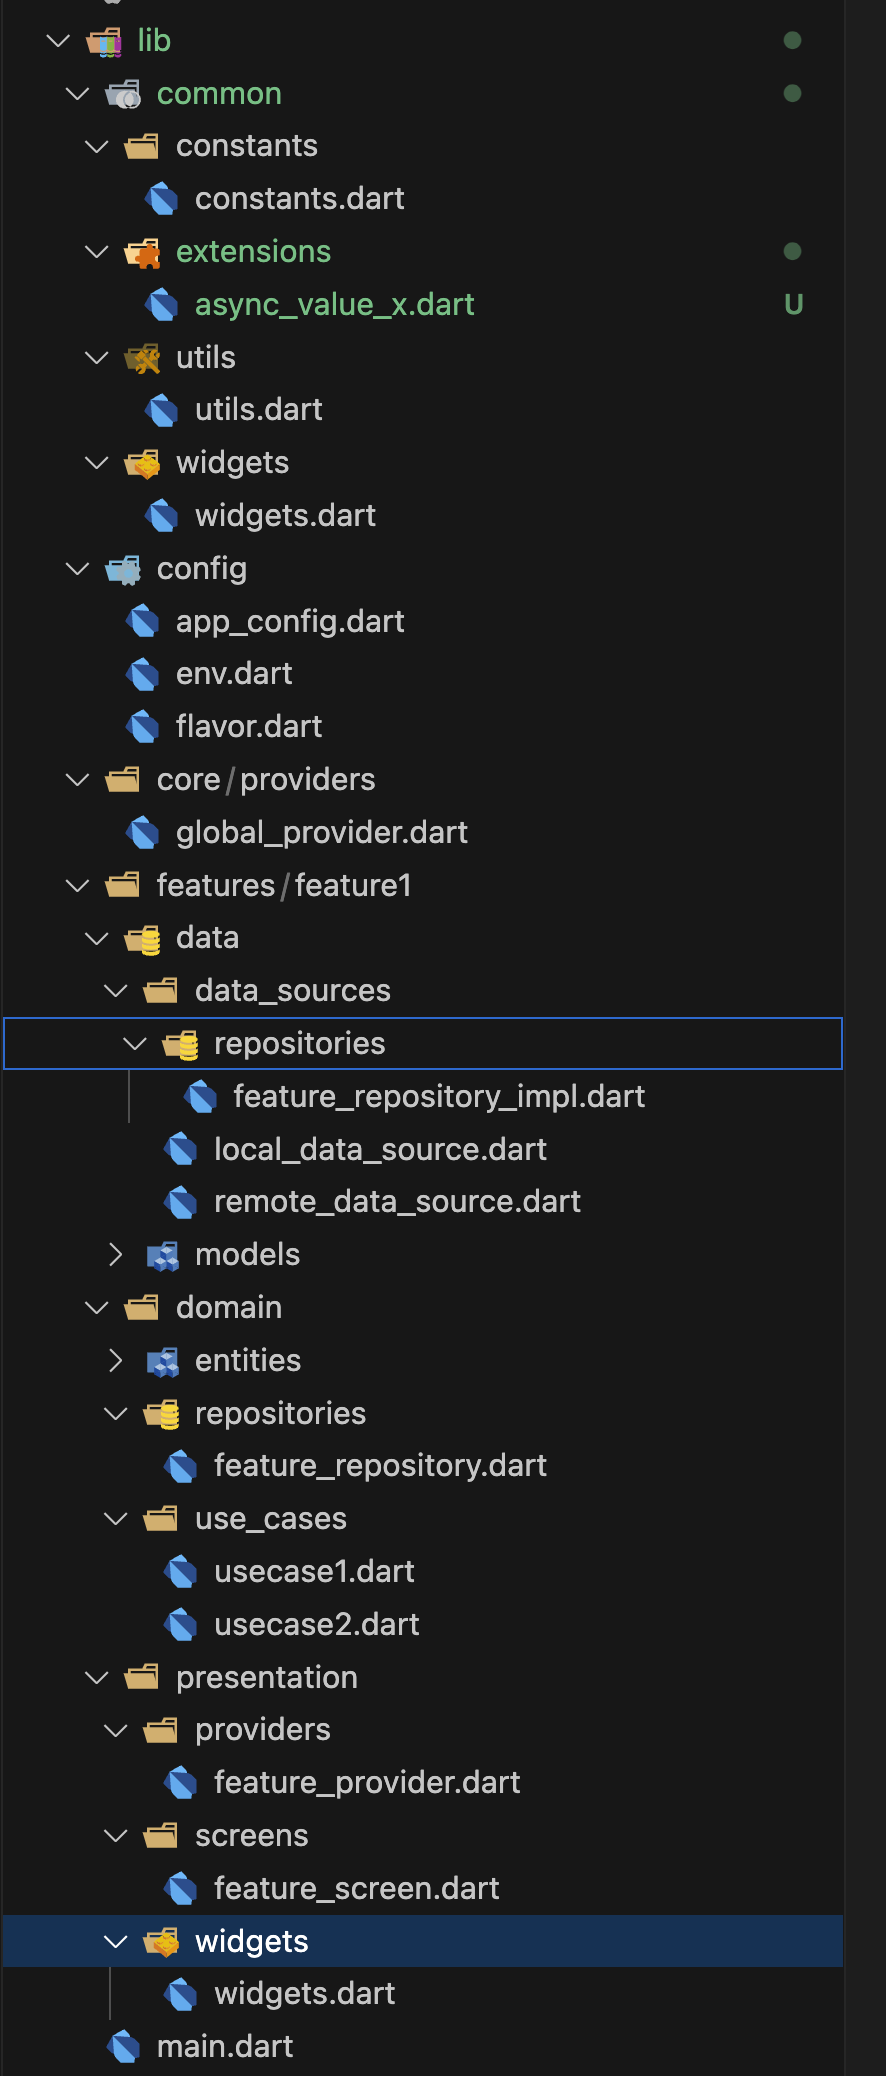 lib
common
constants
constants.dart
extensions
async_value_x.dart U
utils
utils.dart
widgets
widgets.dart
config
app_config.dart
env.dart
flavor.dart
core/providers
global_provider.dart
features/feature1
data
data_sources
repositories
feature_repository_impl.dart
local_data_source.dart
remote_data_source.dart
models
domain
entities
repositories
feature_repository.dart
use_cases
usecase1.dart
usecase2.dart
presentation
providers
feature_provider.dart
screens
feature_screen.dart
widgets
widgets.dart
main.dart